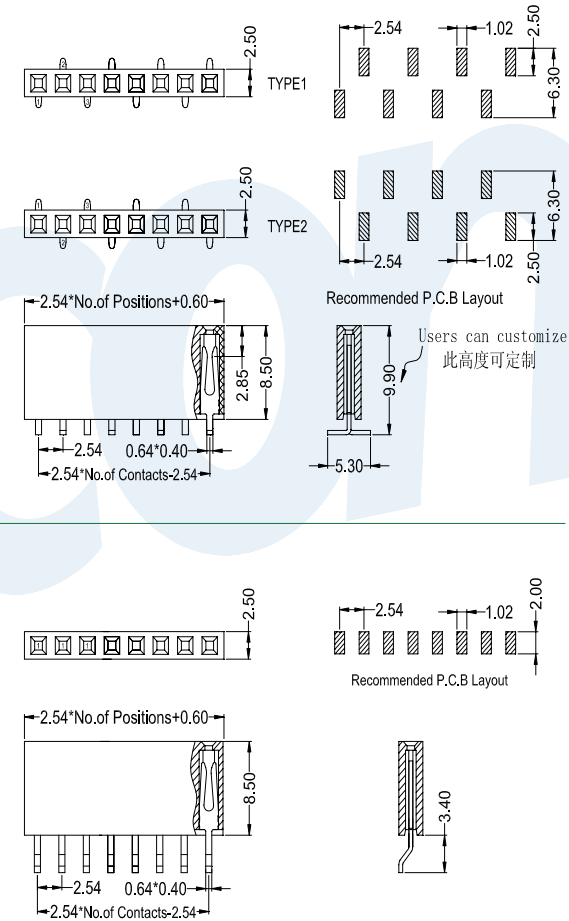 2.50
TYPE1
2.54
1.02
2.50
6.30
2.50
TYPE2
6.30
2.54
1.02
2.50
2.54*No.of Positions+0.60
Recommended P.C.B Layout
2.85
8.50
9.90
Users can customize
此高度可定制
2.54
0.64*0.40
2.54*No.of Contacts-2.54
5.30
2.50
2.54
1.02
2.00
Recommended P.C.B Layout
2.54*No.of Positions+0.60
8.50
3.40
2.54
0.64*0.40
2.54*No.of Contacts-2.54